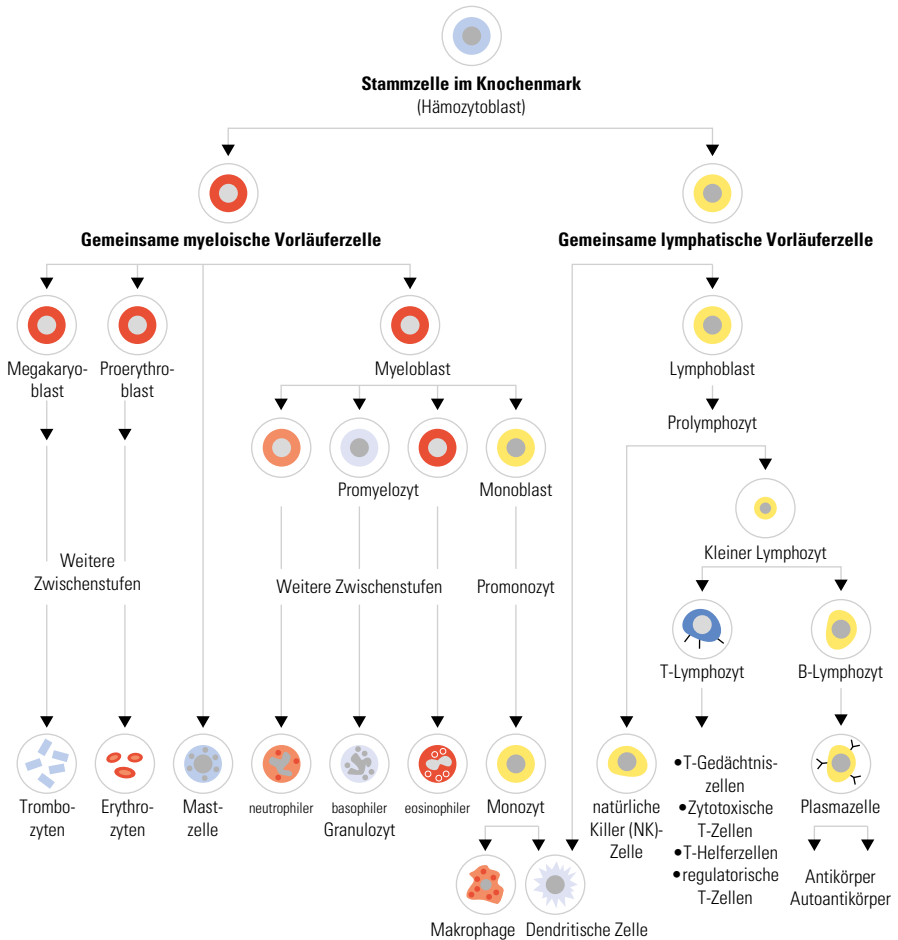 Stammzelle im Knochenmark
(Hämozytoblast)
Gemeinsame myeloische Vorläuferzelle
Gemeinsame lymphatische Vorläuferzelle
Megakaryo-
blast
Proerythro-
blast
Myeloblast
Lymphoblast
Prolymphozyt
Promyelozyt
Monoblast
Kleiner Lymphozyt
Weitere
Zwischenstufen
Weitere Zwischenstufen
Promonozyt
T-Lymphozyt
B-Lymphozyt
Trombo-
zyten
Erythro-
zyten
Mast-
zelle
neutrophiler
basophiler
eosinophiler
Granulozyt
Monozyt
natürliche
Killer (NK)-
Zelle
•T-Gedächtnis-
zellen
•Zytotoxische
T-Zellen
•T-Helferzellen
•regulatorische
T-Zellen
Plasmazelle
Antikörper
Autoantikörper
Makrophage
Dendritische Zelle